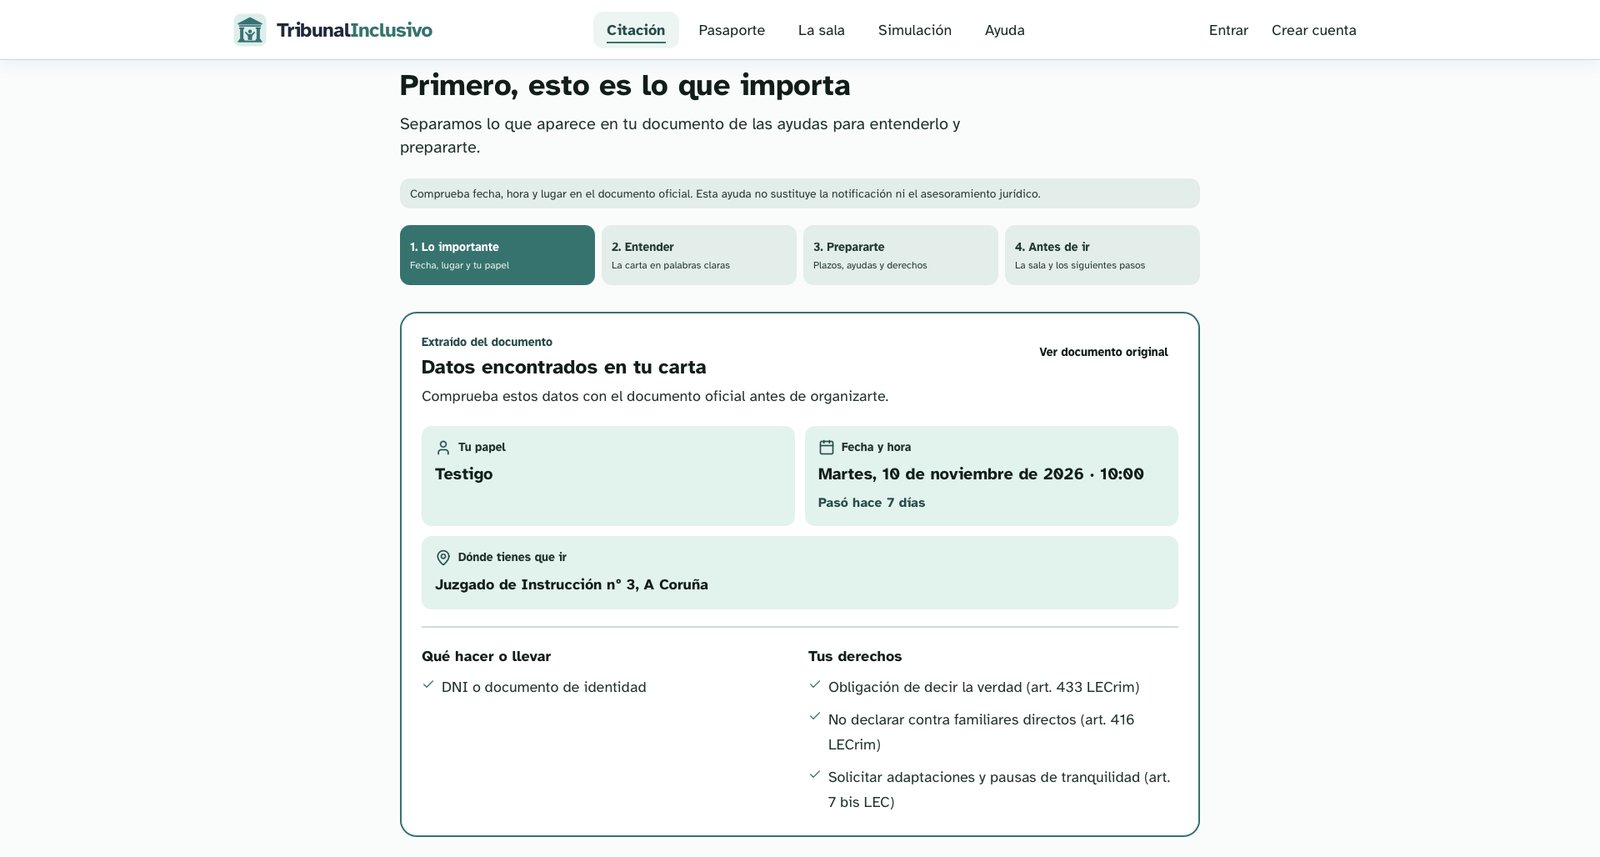 TribunalInclusivo
Citación
Pasaporte
La sala
Simulación
Ayuda
Entrar
Crear cuenta
Primero, esto es lo que importa
Separamos lo que aparece en tu documento de las ayudas para entenderlo y
prepararte.
Comprueba fecha, hora y lugar en el documento oficial. Esta ayuda no sustituye la notificación ni el asesoramiento jurídico.
1. Lo importante
Fecha, lugar y tu papel
2. Entender
La carta en palabras claras
3. Prepararte
Plazos, ayudas y derechos
4. Antes de ir
La sala y los siguientes pasos
Extraído del documento
Datos encontrados en tu carta
Ver documento original
Comprueba estos datos con el documento oficial antes de organizarte.
Tu papel
Testigo
Fecha y hora
Martes, 10 de noviembre de 2026 · 10:00
Pasó hace 7 días
Dónde tienes que ir
Juzgado de Instrucción nº 3, A Coruña
Qué hacer o llevar
DNI o documento de identidad
Tus derechos
Obligación de decir la verdad (art. 433 LECrim)
No declarar contra familiares directos (art. 416
LECrim)
Solicitar adaptaciones y pausas de tranquilidad (art.
7 bis LEC)